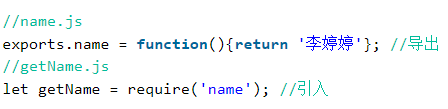 //name.js
exports.name = function(){return '李婷婷'}; //导出
//getName.js
let getName = require('name'); //引入